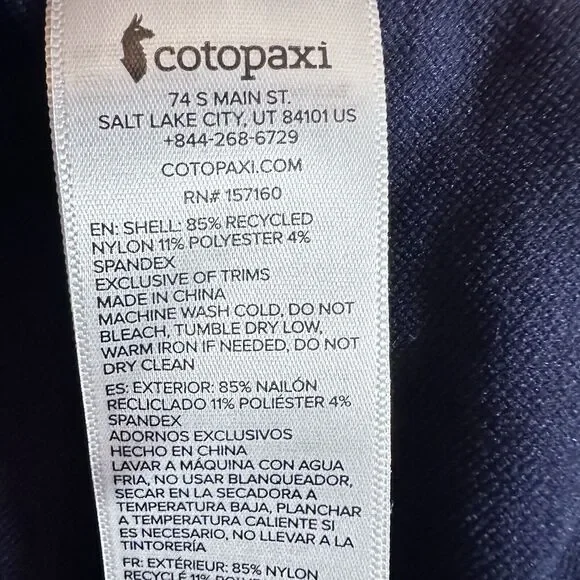 cotopaxi
74 S MAIN ST.
SALT LAKE CITY, UT 84101 US
+844-268-6729
COTOPAXI.COM
RN# 157160
EN: SHELL: 85% RECYCLED
NYLON 11% POLYESTER 4%
SPANDEX
EXCLUSIVE OF TRIMS
MADE IN CHINA
MACHINE WASH COLD, DO NOT
BLEACH, TUMBLE DRY LOW,
WARM IRON IF NEEDED, DO NOT
DRY CLEAN
ES: EXTERIOR: 85% NAILÓN
RECLICLADO 11% POLIÉSTER 4%
SPANDEX
ADORNOS EXCLUSIVOS
HECHO EN CHINA
LAVAR A MÁQUINA CON AGUA
FRIA, NO USAR BLANQUEADOR,
SECAR EN LA SECADORA A
TEMPERATURA BAJA, PLANCHAR
A TEMPERATURA CALIENTE SI
ES NECESARIO, NO LLEVAR A LA
TINTORERÍA
FR: EXTÉRIEUR: 85% NYLON
RECYCLÉ 11%